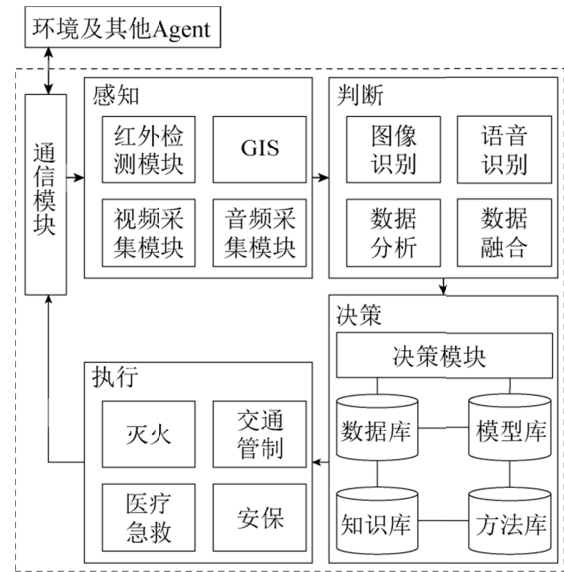 环境及其他Agent
通信模块
感知
红外检
测模块
GIS
视频采
集模块
音频采
集模块
判断
图像
识别
语音
识别
数据
分析
数据
融合
决策
决策模块
数据库
模型库
知识库
方法库
执行
灭火
交通
管制
医疗
急救
安保